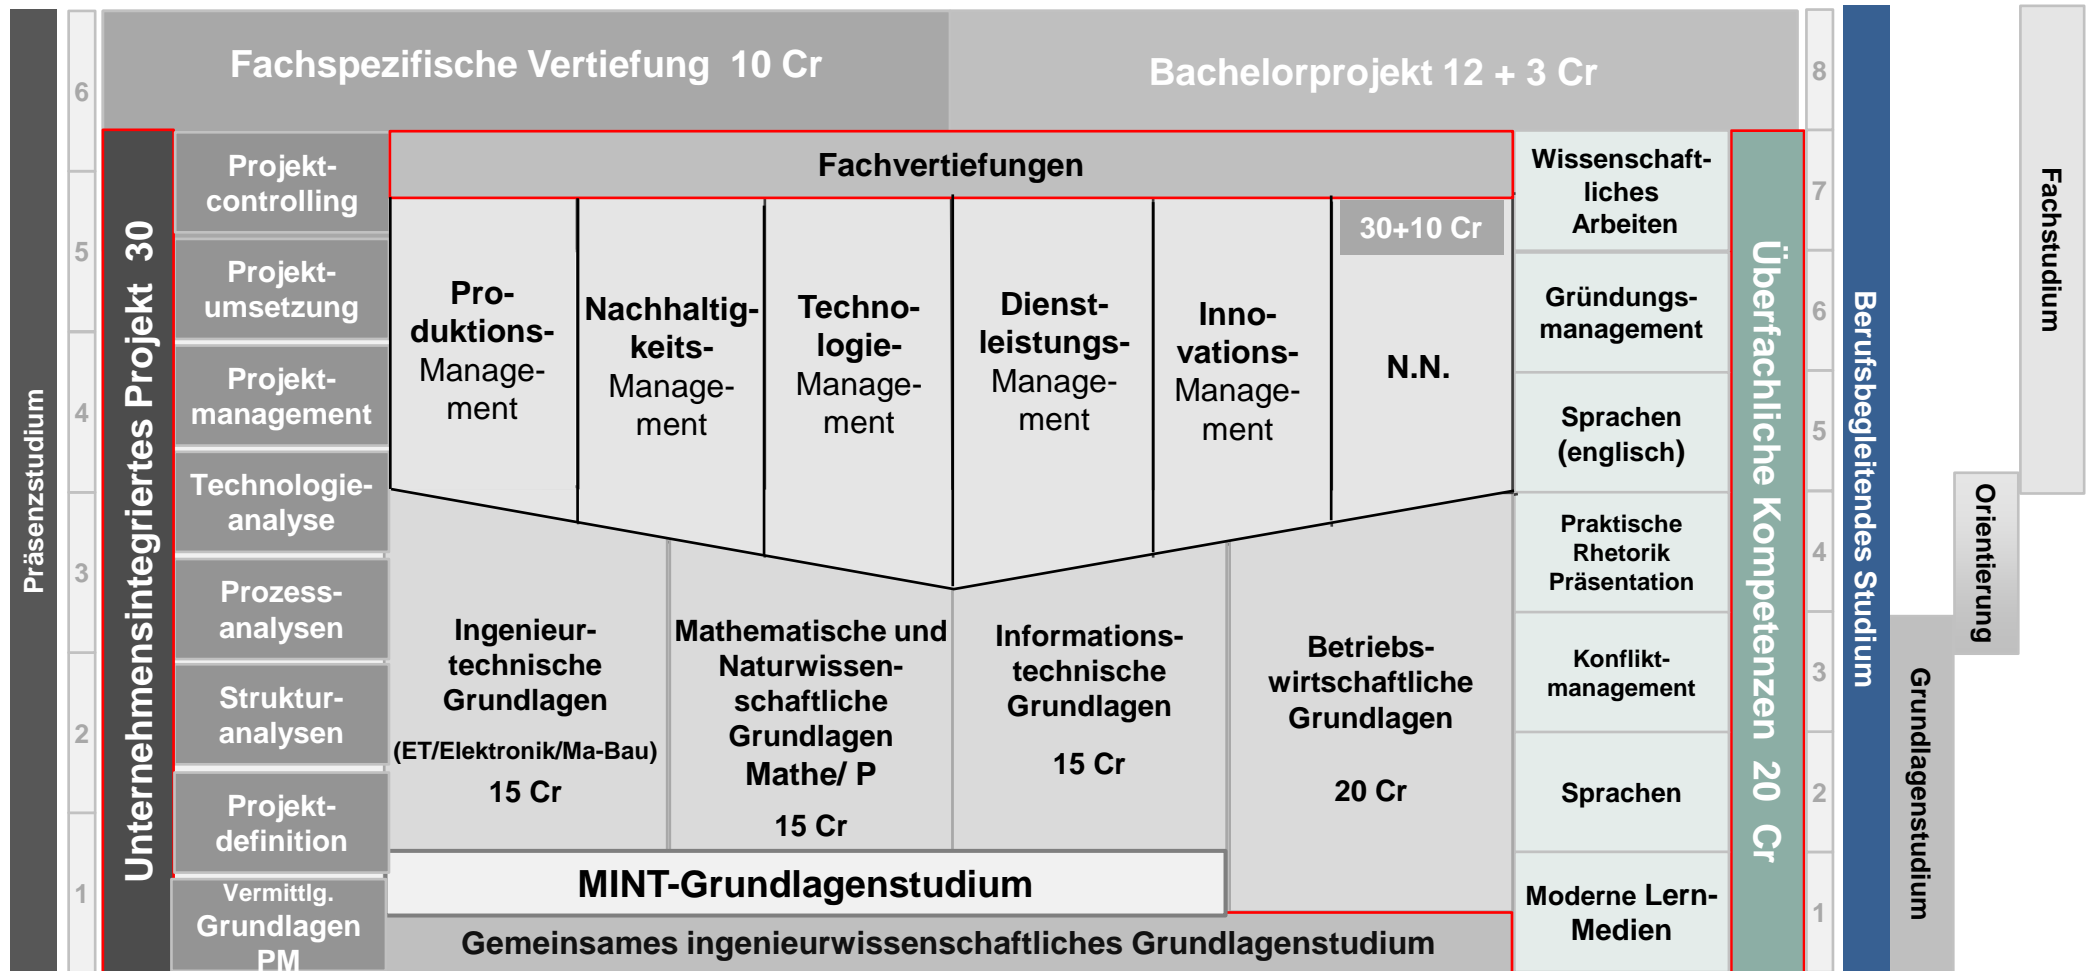 Präsenzstudium
6
5
4
3
2
1
Fachspezifische Vertiefung 10 Cr
Bachelorprojekt 12 + 3 Cr
Unternehmensintegriertes Projekt 30
Projekt-
controlling
Projekt-
umsetzung
Projekt-
management
Technologie-
analyse
Prozess-
analysen
Struktur-
analysen
Projekt-
definition
Vermittlg.
Grundlagen
PM
Fachvertiefungen
30+10 Cr
Pro-
duktions-
Manage-
ment
Nachhaltig-
keits-
Manage-
ment
Techno-
logie-
Manage-
ment
Dienst-
leistungs-
Manage-
ment
Inno-
vations-
Manage-
ment
N.N.
Ingenieur-
technische
Grundlagen
(ET/Elektronik/Ma-Bau)
15 Cr
Mathematische und
Naturwissen-
schaftliche
Grundlagen
Mathe/ P
15 Cr
Informations-
technische
Grundlagen
15 Cr
Betriebs-
wirtschaftliche
Grundlagen
20 Cr
MINT-Grundlagenstudium
Gemeinsames ingenieurwissenschaftliches Grundlagenstudium
Wissenschaft-
liches
Arbeiten
Gründungs-
management
Sprachen
(englisch)
Praktische
Rhetorik
Präsentation
Konflikt-
management
Sprachen
Moderne Lern-
Medien
Überfachliche Kompetenzen 20 Cr
8
7
6
5
4
3
2
1
Berufsbegleitendes Studium
Grundlagenstudium
Orientierung
Fachstudium